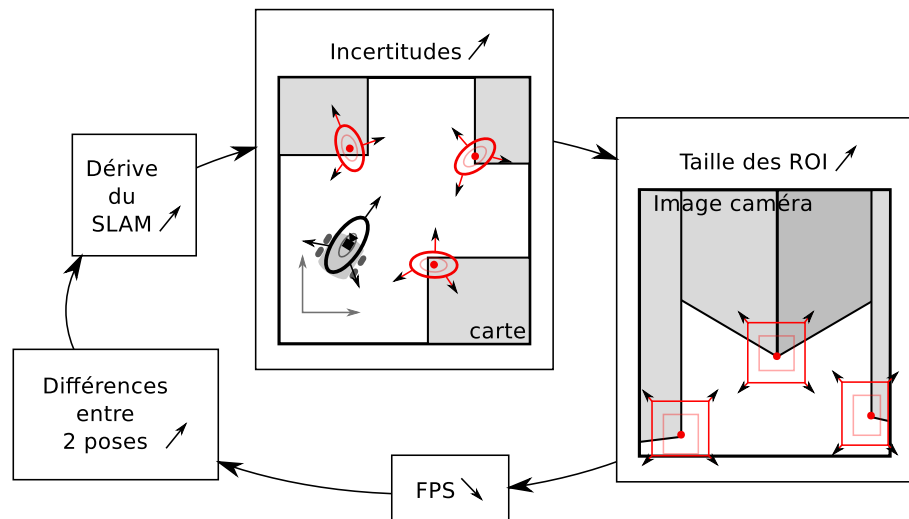 Incertitudes
carte
Taille des ROI
Image caméra
Dérive
du
SLAM
Différences
entre
2 poses
FPS